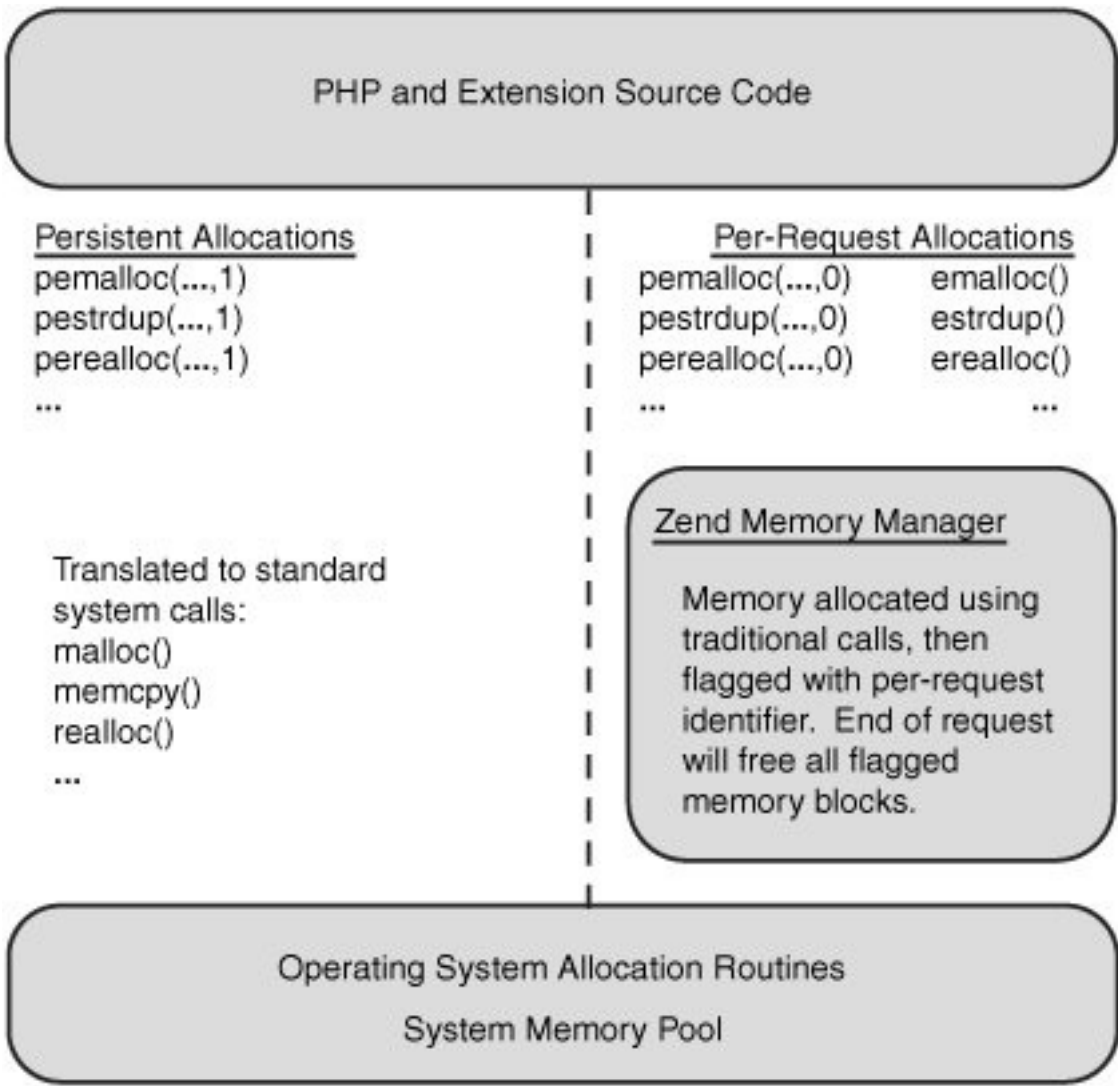 PHP and Extension Source Code
Persistent Allocations
pemalloc(...,1)
pestrdup(...,1)
perealloc(...,1)
...
Per-Request Allocations
pemalloc(...,0) emalloc()
pestrdup(...,0) estrdup()
perealloc(...,0) erealloc()
... ...
Translated to standard
system calls:
malloc()
memcpy()
realloc()
...
Zend Memory Manager
Memory allocated using
traditional calls, then
flagged with per-request
identifier.  End of request
will free all flagged
memory blocks.
Operating System Allocation Routines
System Memory Pool